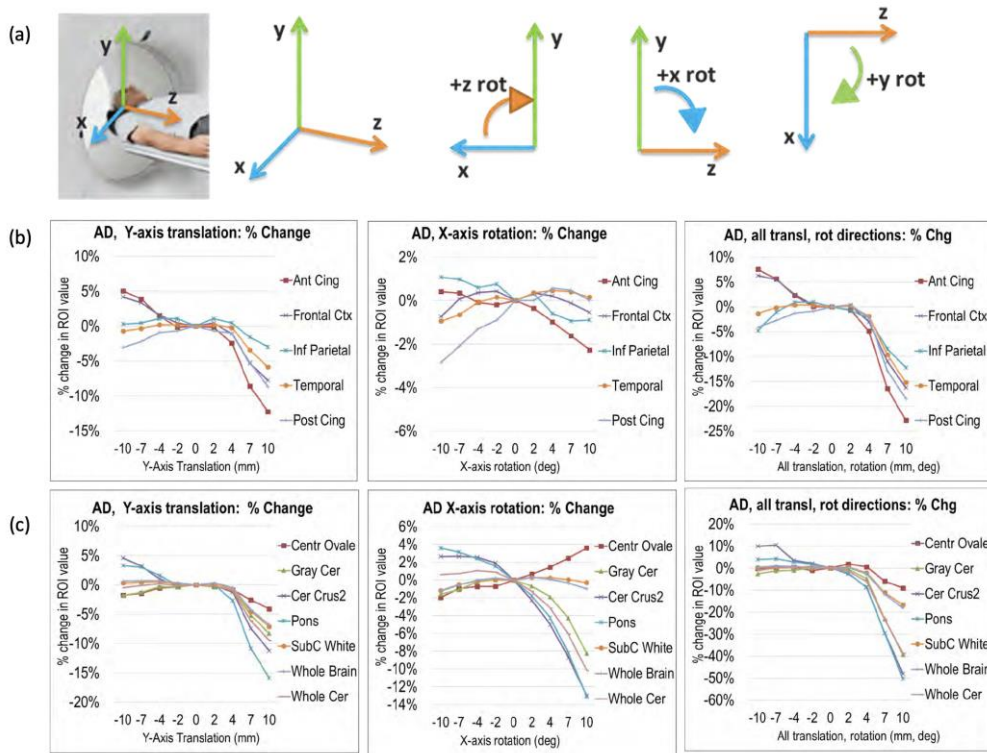 (a)
y
z
x
y
z
x
y
+z rot
x
y
+x rot
z
z
+y rot
x
(b)
AD, Y-axis translation: % Change
10%
5%
0%
-5%
-10%
-15%
% change in ROI value
-10 -7 -4 -2 0 2 4 7 10
Y-Axis Translation (mm)
Ant Cing
Frontal Ctx
Inf Parietal
Temporal
Post Cing
AD, X-axis rotation: % Change
2%
0%
-2%
-4%
-6%
% change in ROI value
-10 -7 -4 -2 0 2 4 7 10
X-axis rotation (deg)
Ant Cing
Frontal Ctx
Inf Parietal
Temporal
Post Cing
AD, all transl, rot directions: % Chg
10%
5%
0%
-5%
-10%
-15%
-20%
-25%
% change in ROI value
-10 -7 -4 -2 0 2 4 7 10
All translation, rotation (mm, deg)
Ant Cing
Frontal Ctx
Inf Parietal
Temporal
Post Cing
(c)
AD, Y-axis translation: % Change
10%
5%
0%
-5%
-10%
-15%
-20%
% change in ROI value
-10 -7 -4 -2 0 2 4 7 10
Y-Axis Translation (mm)
Centr Ovale
Gray Cer
Cer Crus2
Pons
SubC White
Whole Brain
Whole Cer
AD X-axis rotation: % Change
6%
4%
2%
0%
-2%
-4%
-6%
-8%
-10%
-12%
-14%
% change in ROI value
-10 -7 -4 -2 0 2 4 7 10
X-axis rotation (deg)
Centr Ovale
Gray Cer
Cer Crus2
Pons
SubC White
Whole Brain
Whole Cer
AD, all transl, rot directions: % Chg
20%
10%
0%
-10%
-20%
-30%
-40%
-50%
-60%
% change in ROI value
-10 -7 -4 -2 0 2 4 7 10
All translation, rotation (mm, deg)
Centr Ovale
Gray Cer
Cer Crus2
Pons
SubC White
Whole Brain
Whole Cer